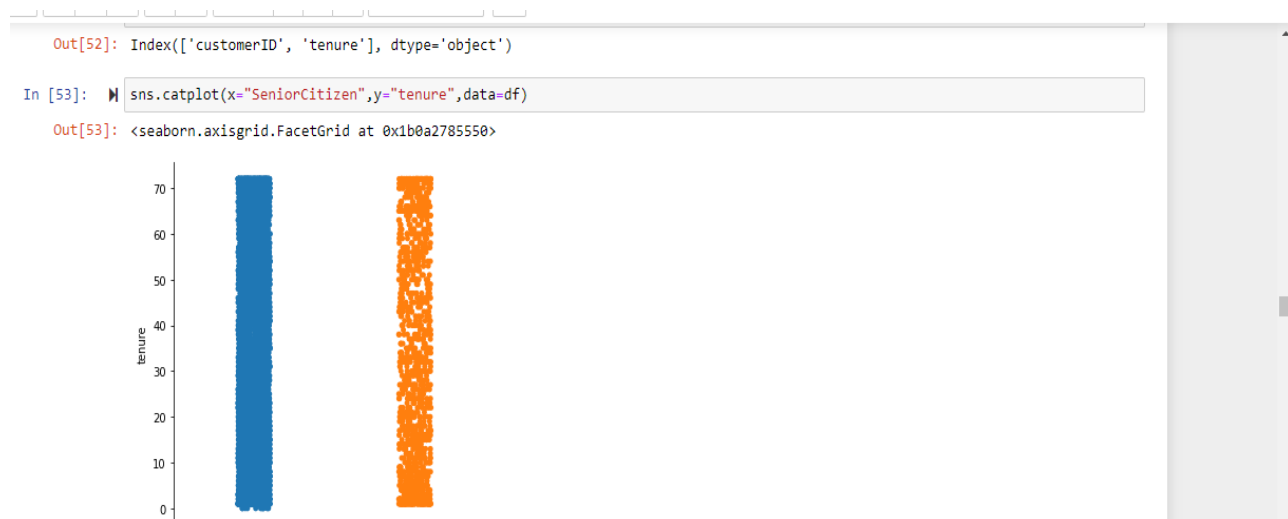 Out[52]: Index(['customerID', 'tenure'], dtype='object')
In [53]: sns.catplot(x="SeniorCitizen",y="tenure",data=df)
Out[53]: <seaborn.axisgrid.FacetGrid at 0x1b0a2785550>
70
60
50
40
tenure
30
20
10
0